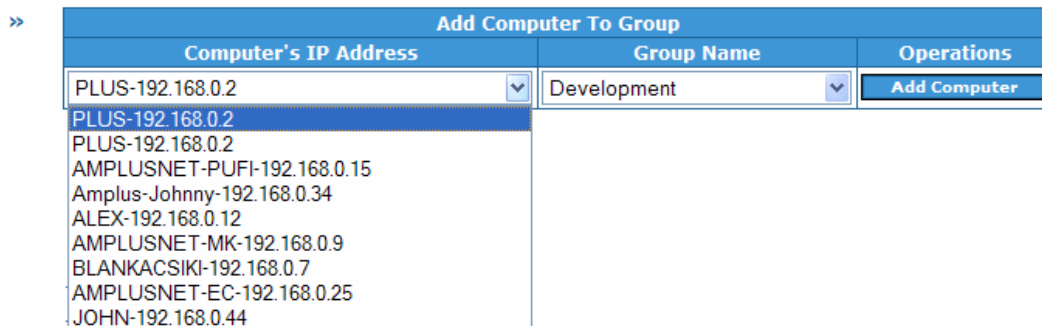 »
Add Computer To Group
Computer's IP Address Group Name Operations
PLUS-192.168.0.2 Development Add Computer
PLUS-192.168.0.2
PLUS-192.168.0.2
AMPLUSNET-PUFI-192.168.0.15
Amplus-Johnny-192.168.0.34
ALEX-192.168.0.12
AMPLUSNET-MK-192.168.0.9
BLANKACSIKI-192.168.0.7
AMPLUSNET-EC-192.168.0.25
JOHN-192.168.0.44